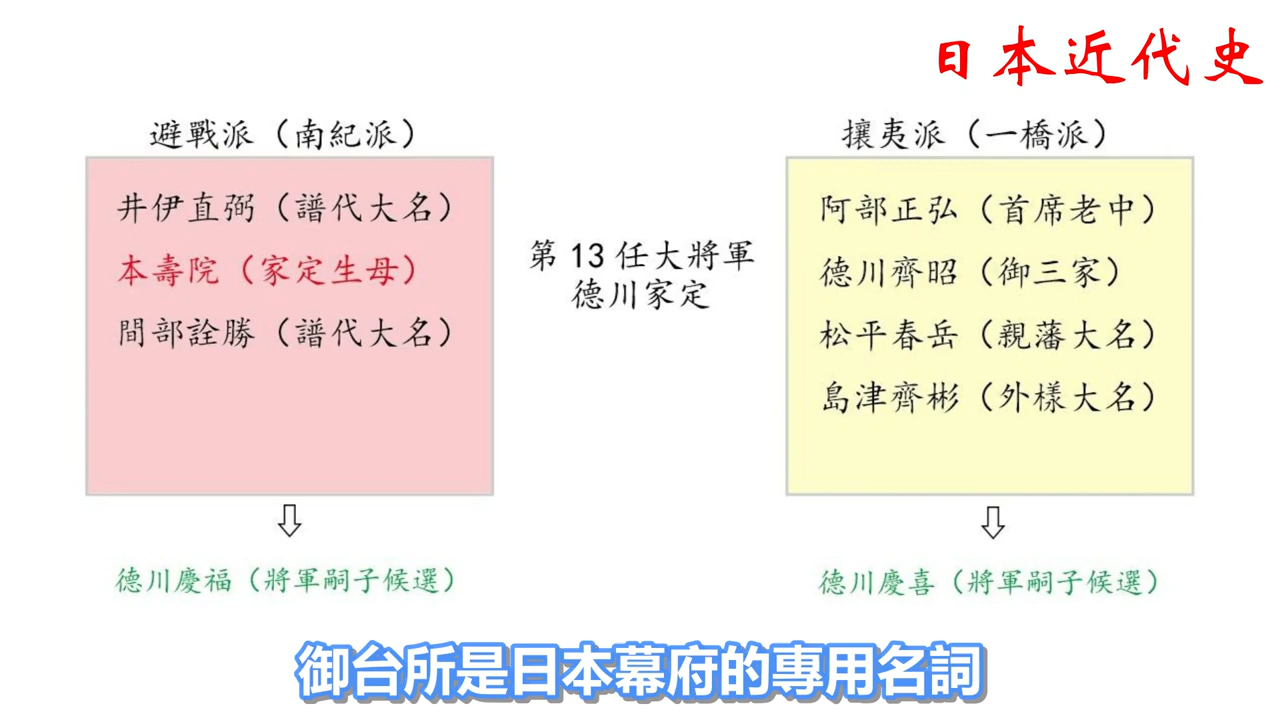 日本近代史
避戰派（南紀派）
井伊直弼（譜代大名）
本壽院（家定生母）
間部詮勝（譜代大名）
德川慶福（將軍嗣子候選）
第 13 任大將軍
德川家定
攘夷派（一橋派）
阿部正弘（首席老中）
德川齊昭（御三家）
松平春岳（親藩大名）
島津齊彬（外樣大名）
德川慶喜（將軍嗣子候選）
御台所是日本幕府的專用名詞